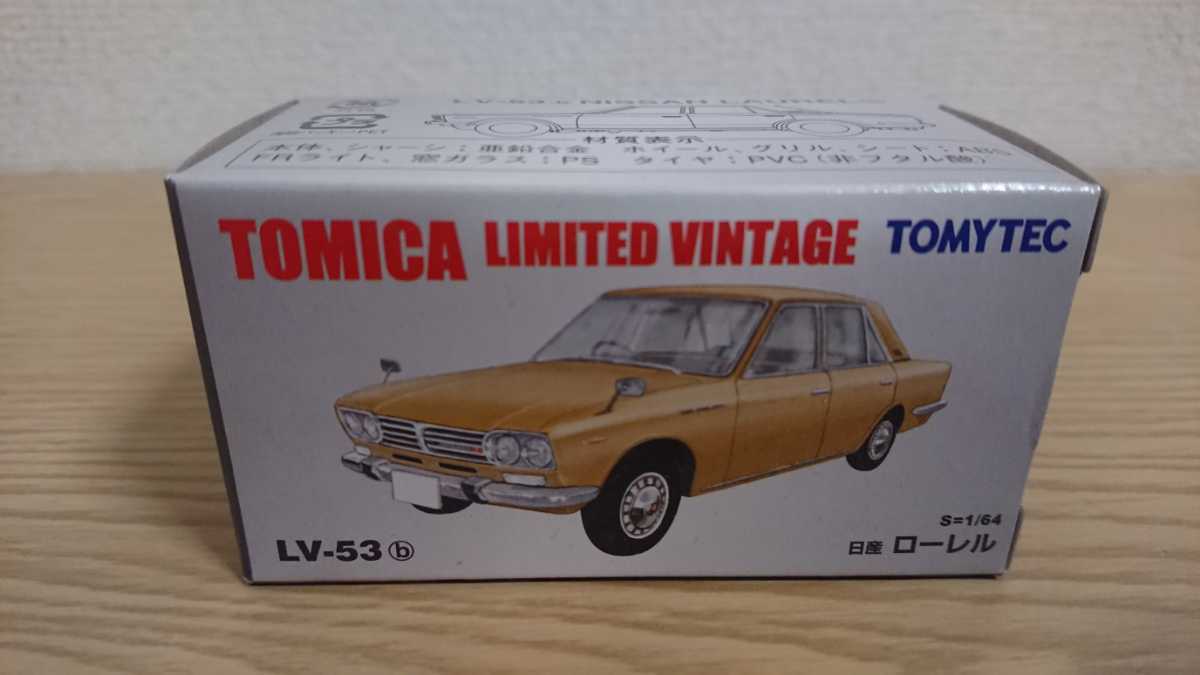 NISSAN LAUREL
材質表示
本体、シャーシ：亜鉛合金 ホイール、グリル、シート：ABS
FRライト、窓ガラス：PS タイヤ：PVC(非フタル酸)
TOMICA LIMITED VINTAGE TOMYTEC
S=1/64
LV-53 ⓑ 日産 ローレル